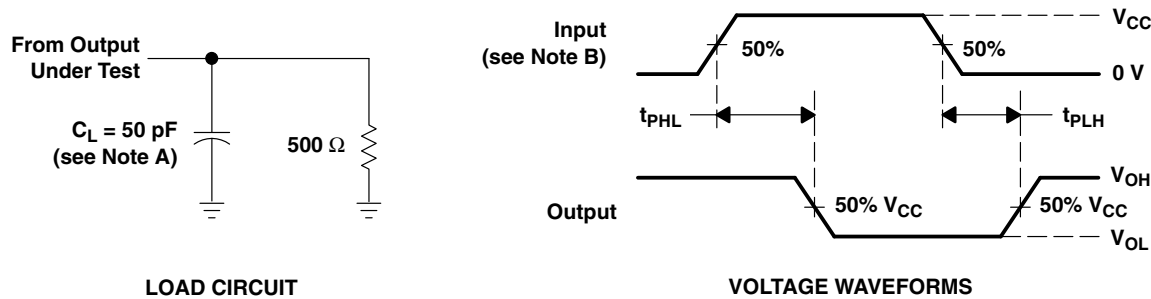 From Output
Under Test
C_L = 50 pF
(see Note A)
500 Ω
LOAD CIRCUIT
Input
(see Note B)
50%
50%
V_CC
0 V
t_PHL
t_PLH
Output
50% V_CC
50% V_CC
V_OH
V_OL
VOLTAGE WAVEFORMS